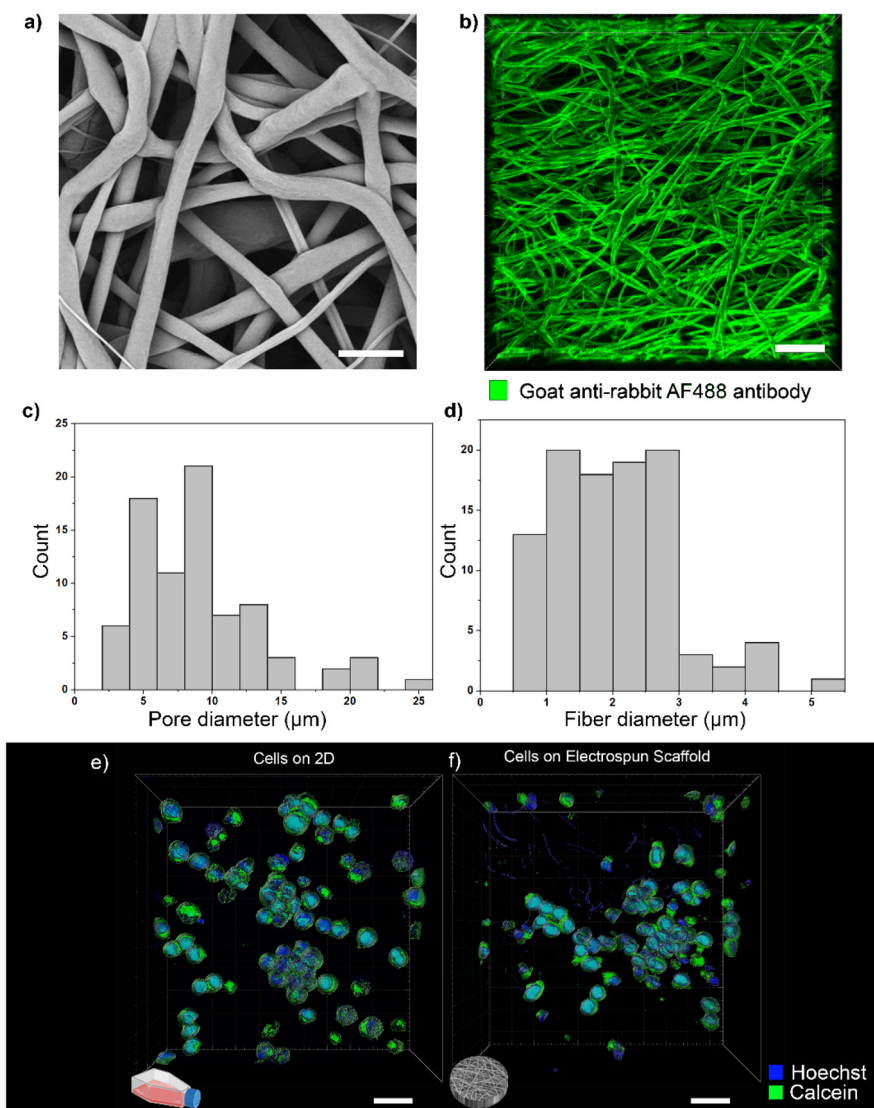 a)
b)
Goat anti-rabbit AF488 antibody
c)
25
20
15
10
5
0
Count
5
10
15
20
25
Pore diameter (µm)
d)
20
15
10
5
0
Count
0
1
2
3
4
5
Fiber diameter (µm)
e)
Cells on 2D
f)
Cells on Electrospun Scaffold
Hoechst
Calcein